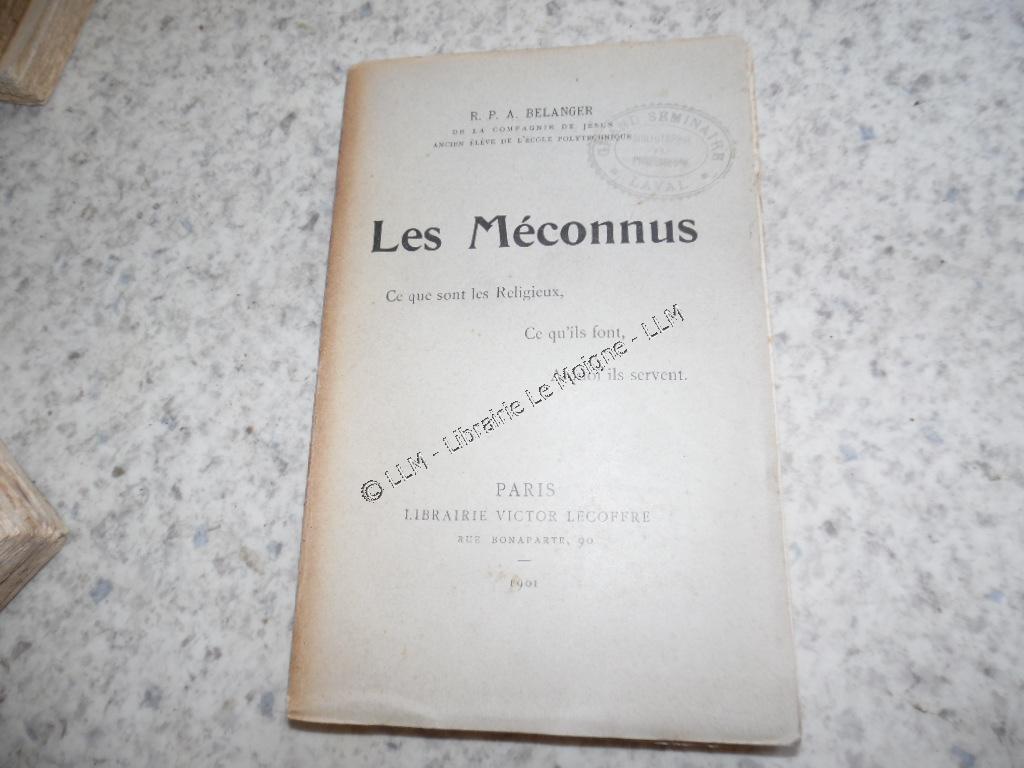 R. P. A. BELANGER
DE LA COMPAGNIE DE JÉSUS
ANCIEN ÉLÈVE DE L'ÉCOLE POLYTECHNIQUE
GRAND SEMINAIRE
LAVAL
Les Méconnus
Ce que sont les Religieux,
Ce qu'ils font,
ils servent.
© LLM - Librairie Le Moigne - LLM
PARIS
LIBRAIRIE VICTOR LECOFFRE
RUE BONAPARTE, 90
1901